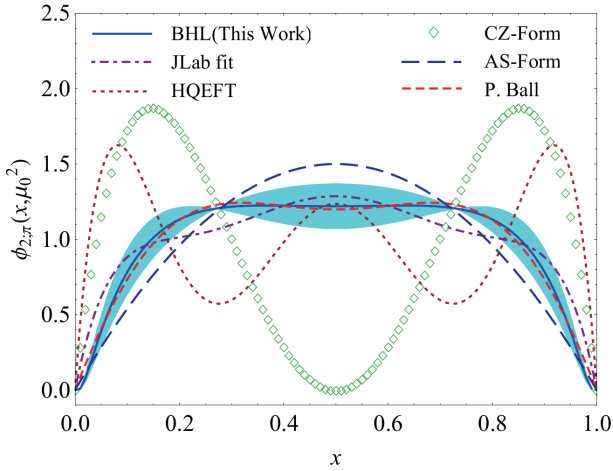 2.5
BHL(This Work)
CZ-Form
JLab fit
AS-Form
HQEFT
P. Ball
2.0
1.5
1.0
0.5
0.0
ϕ2;π(x,μ0²)
0.0
0.2
0.4
0.6
0.8
1.0
x